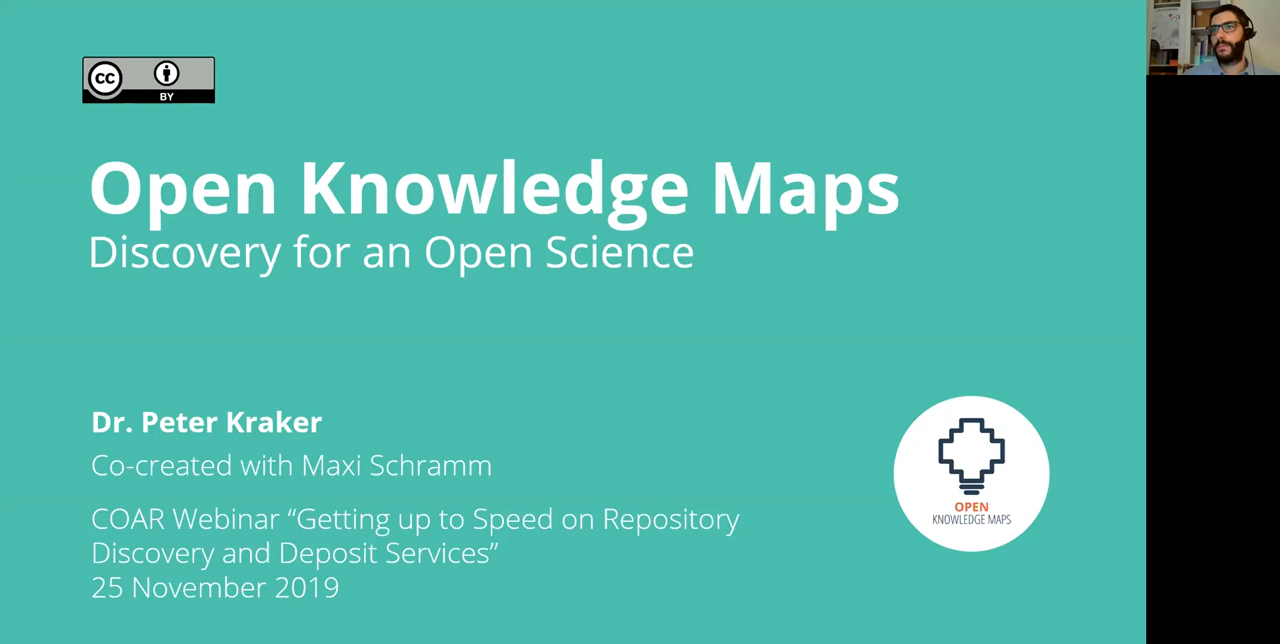 CC
BY
Open Knowledge Maps
Discovery for an Open Science
Dr. Peter Kraker
Co-created with Maxi Schramm
COAR Webinar “Getting up to Speed on Repository
Discovery and Deposit Services”
25 November 2019
OPEN
KNOWLEDGE MAPS